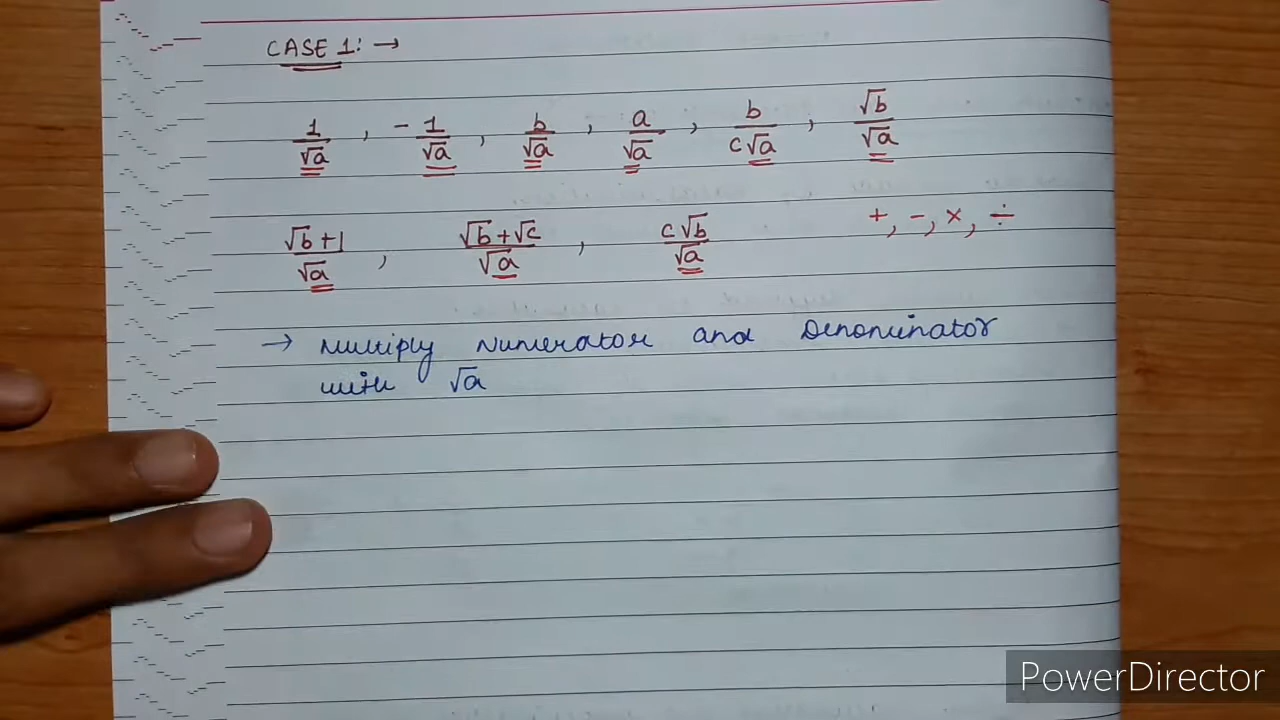 CASE 1: →
1/√a , -1/√a , b/√a , a/√a , b/c√a , √b/√a
√b+1/√a , √b+√c/√a , c√b/√a +, -, ×, ÷
→ Multiply Numerator and Denominator
with √a
PowerDirector